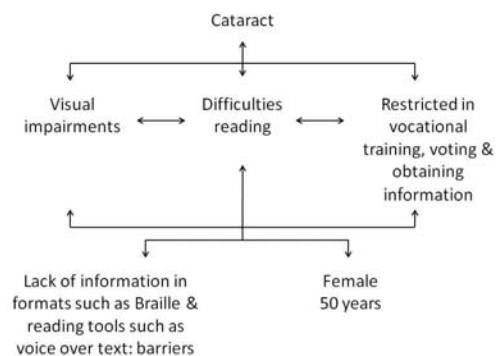 Cataract
Visual
impairments
Difficulties
reading
Restricted in
vocational
training, voting &
obtaining
information
Lack of information in
formats such as Braille &
reading tools such as
voice over text: barriers
Female
50 years